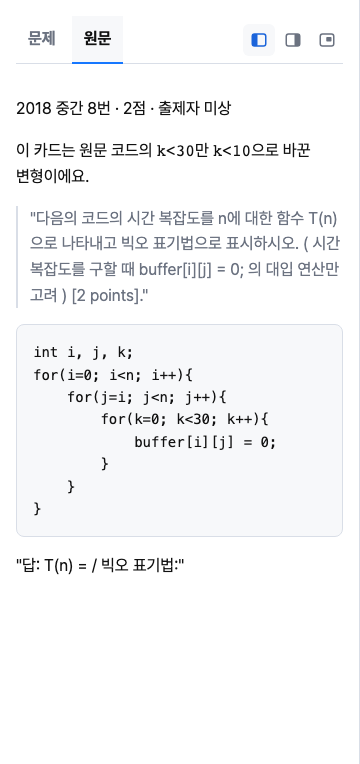 문제 원문
2018 중간 8번 · 2점 · 출제자 미상
이 카드는 원문 코드의 k<30만 k<10으로 바꾼
변형이에요.
"다음의 코드의 시간 복잡도를 n에 대한 함수 T(n)
으로 나타내고 빅오 표기법으로 표시하시오. ( 시간
복잡도를 구할 때 buffer[i][j] = 0; 의 대입 연산만
고려 ) [2 points]."
int i, j, k;
for(i=0; i<n; i++){
    for(j=i; j<n; j++){
        for(k=0; k<30; k++){
            buffer[i][j] = 0;
        }
    }
}
"답: T(n) = / 빅오 표기법:"